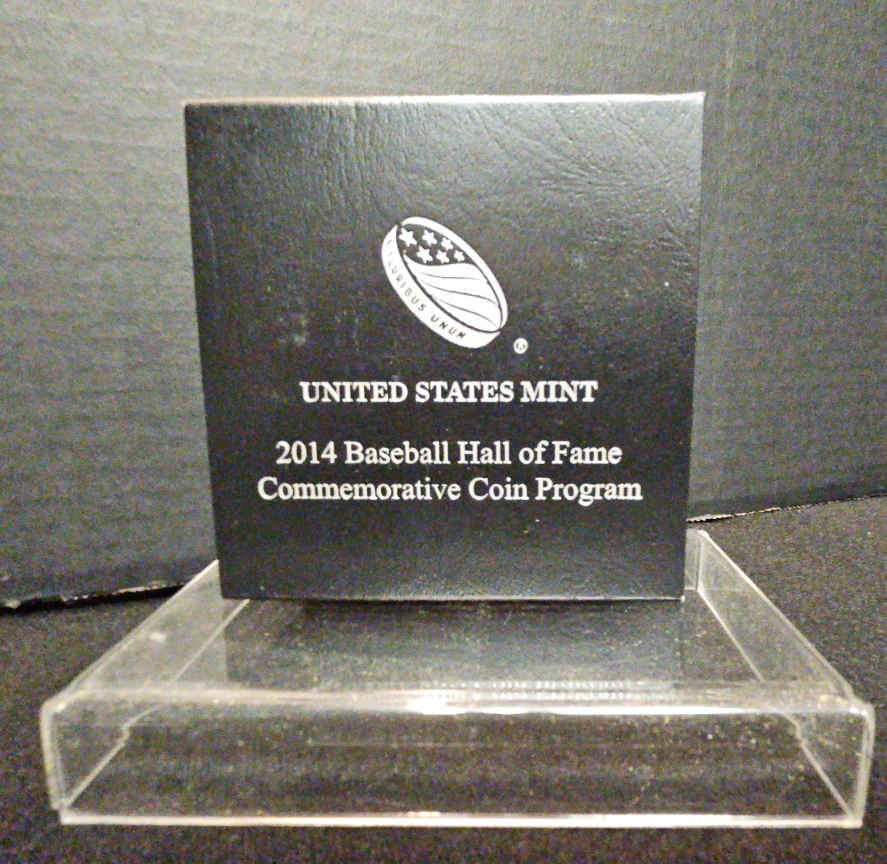 PLURIBUS UNUM
®
UNITED STATES MINT
2014 Baseball Hall of Fame
Commemorative Coin Program